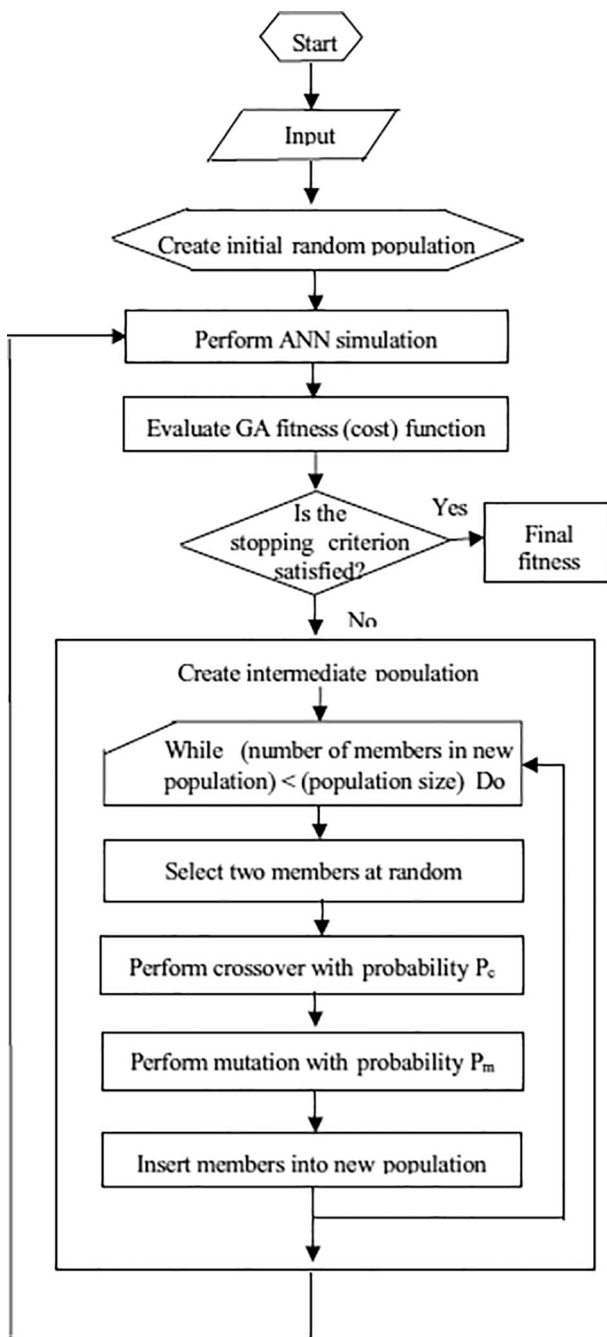 Start
Input
Create initial random population
Perform ANN simulation
Evaluate GA fitness (cost) function
Is the
stopping criterion
satisfied?
Yes
Final
fitness
No
Create intermediate population
While (number of members in new
population) < (population size) Do
Select two members at random
Perform crossover with probability Pc
Perform mutation with probability Pm
Insert members into new population